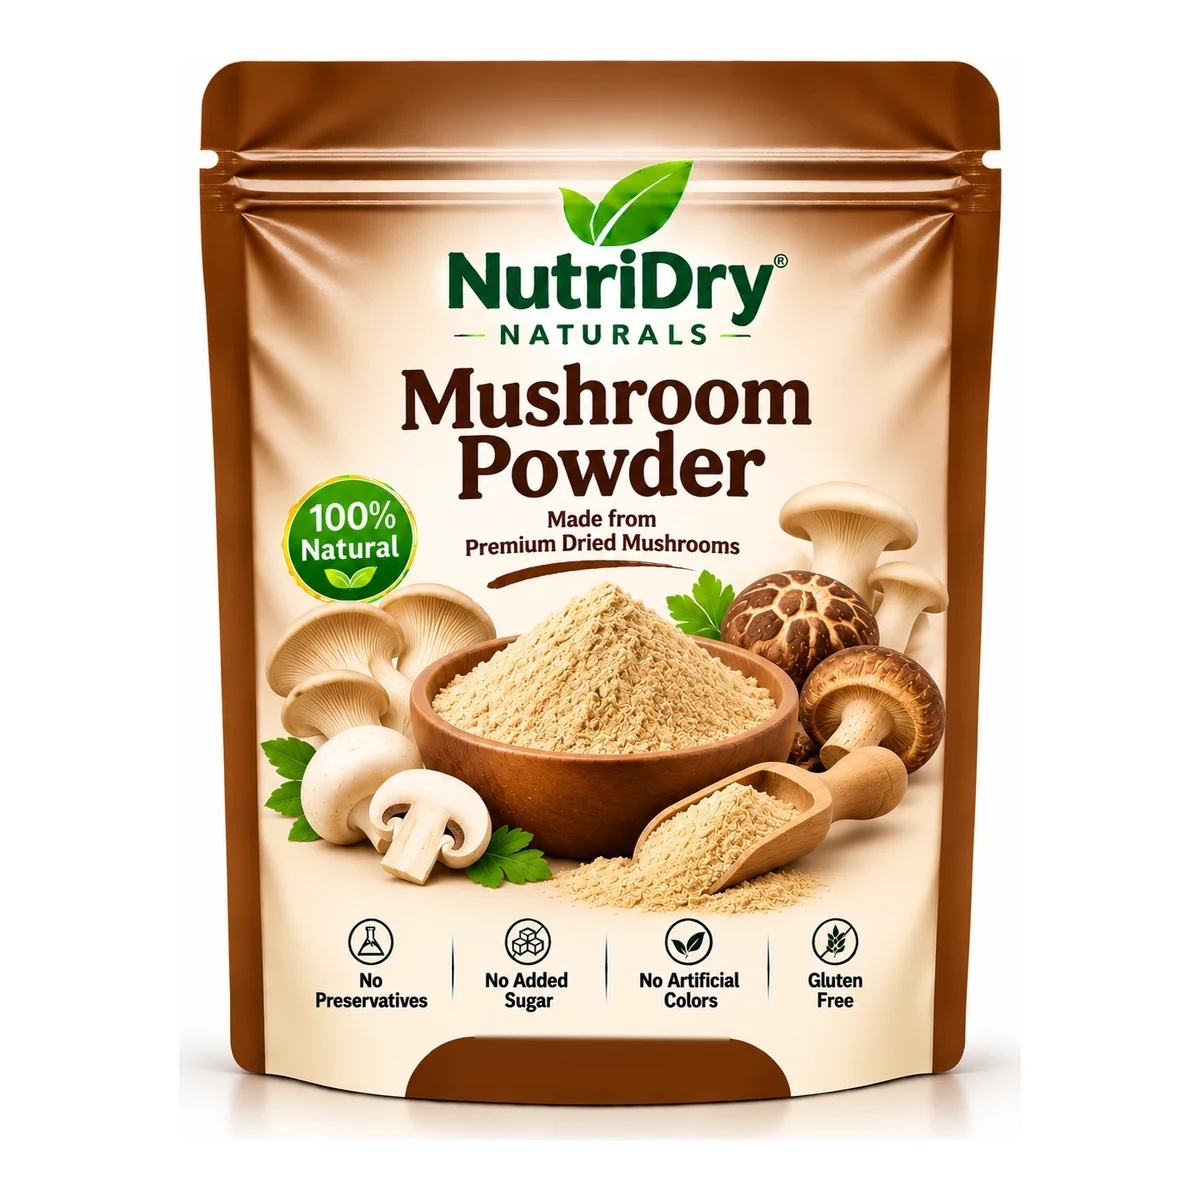 NutriDry®
NATURALS
Mushroom
Powder
Made from
Premium Dried Mushrooms
100%
Natural
No
Preservatives
No Added
Sugar
No Artificial
Colors
Gluten
Free